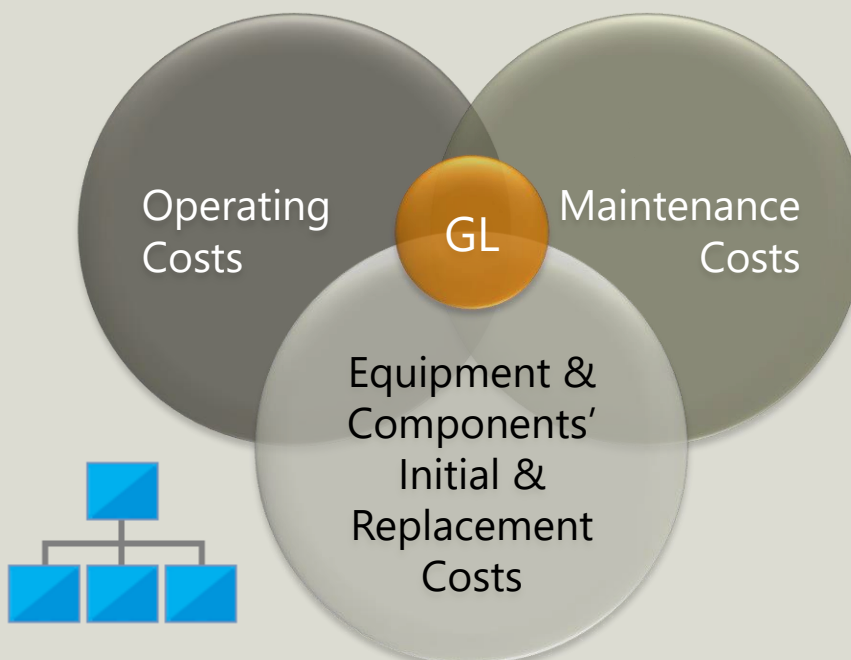 Operating
Costs
GL
Maintenance
Costs
Equipment &
Components’
Initial &
Replacement
Costs